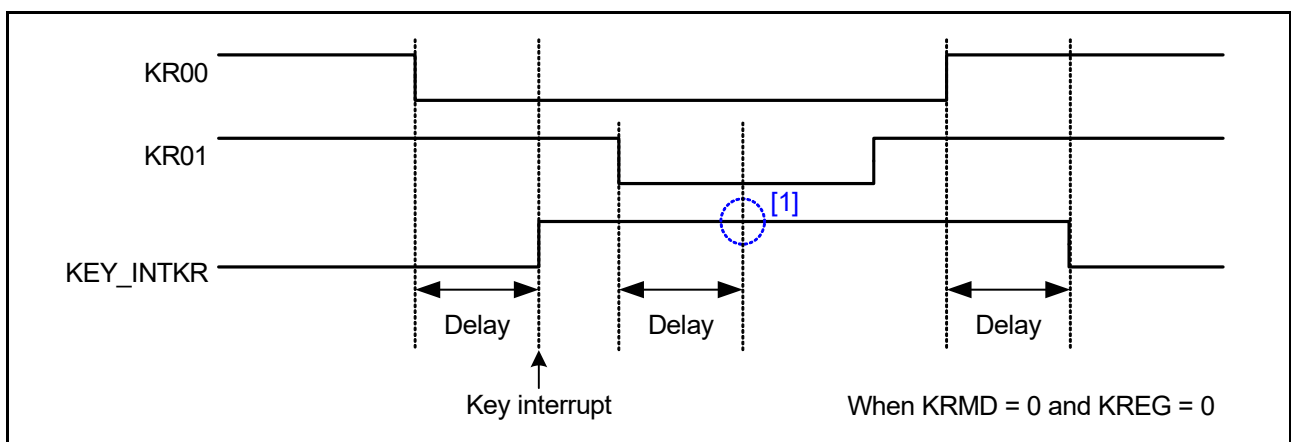 KR00
KR01
[1]
KEY_INTKR
Delay Delay Delay
Key interrupt When KRMD = 0 and KREG = 0